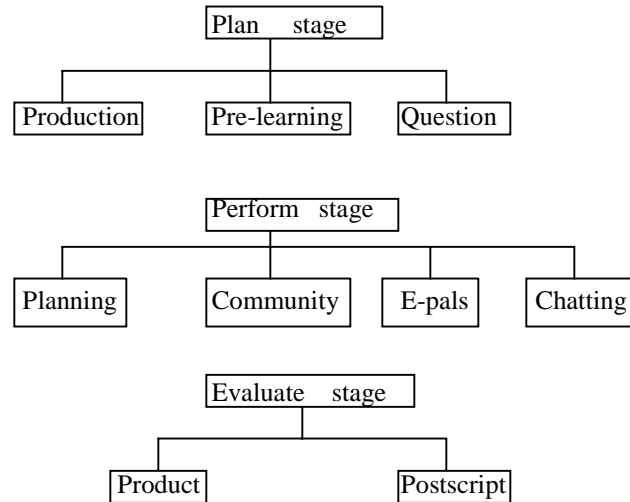 Plan stage
Production Pre-learning Question
Perform stage
Planning Community E-pals Chatting
Evaluate stage
Product Postscript